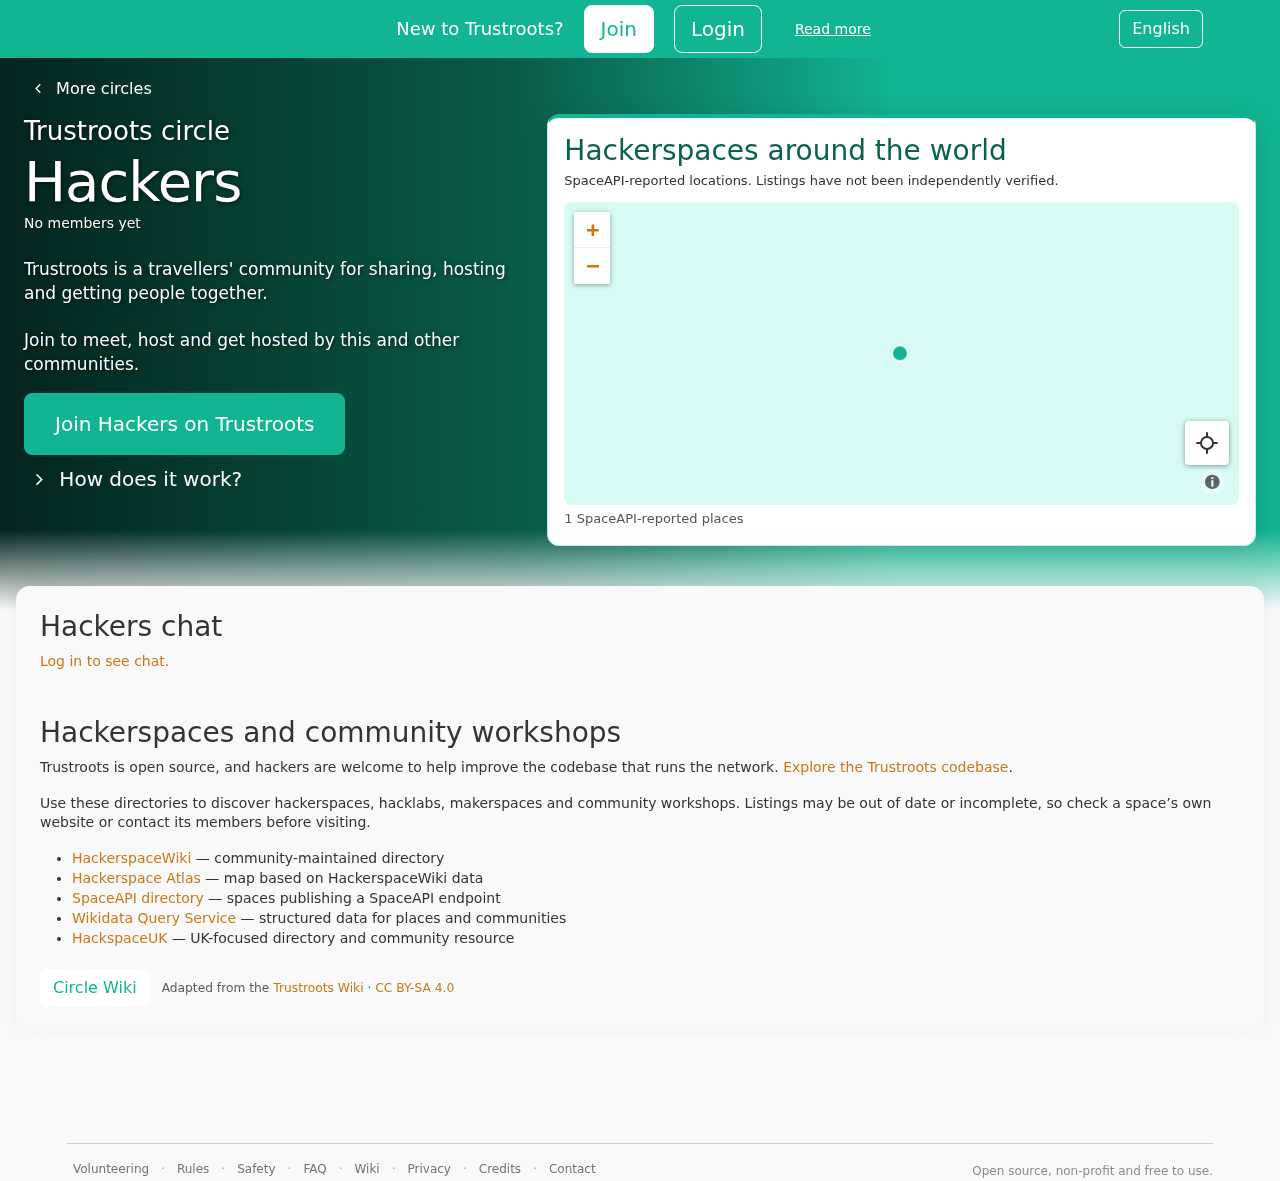 New to Trustroots? Join Login Read more English
More circles
Trustroots circle
Hackers
No members yet
Trustroots is a travellers' community for sharing, hosting
and getting people together.
Join to meet, host and get hosted by this and other
communities.
Join Hackers on Trustroots
How does it work?
Hackerspaces around the world
SpaceAPI-reported locations. Listings have not been independently verified.
+
−
1 SpaceAPI-reported places
Hackers chat
Log in to see chat.
Hackerspaces and community workshops
Trustroots is open source, and hackers are welcome to help improve the codebase that runs the network. Explore the Trustroots codebase.
Use these directories to discover hackerspaces, hacklabs, makerspaces and community workshops. Listings may be out of date or incomplete, so check a space’s own
website or contact its members before visiting.
• HackerspaceWiki — community-maintained directory
• Hackerspace Atlas — map based on HackerspaceWiki data
• SpaceAPI directory — spaces publishing a SpaceAPI endpoint
• Wikidata Query Service — structured data for places and communities
• HackspaceUK — UK-focused directory and community resource
Circle Wiki Adapted from the Trustroots Wiki · CC BY-SA 4.0
Volunteering · Rules · Safety · FAQ · Wiki · Privacy · Credits · Contact
Open source, non-profit and free to use.